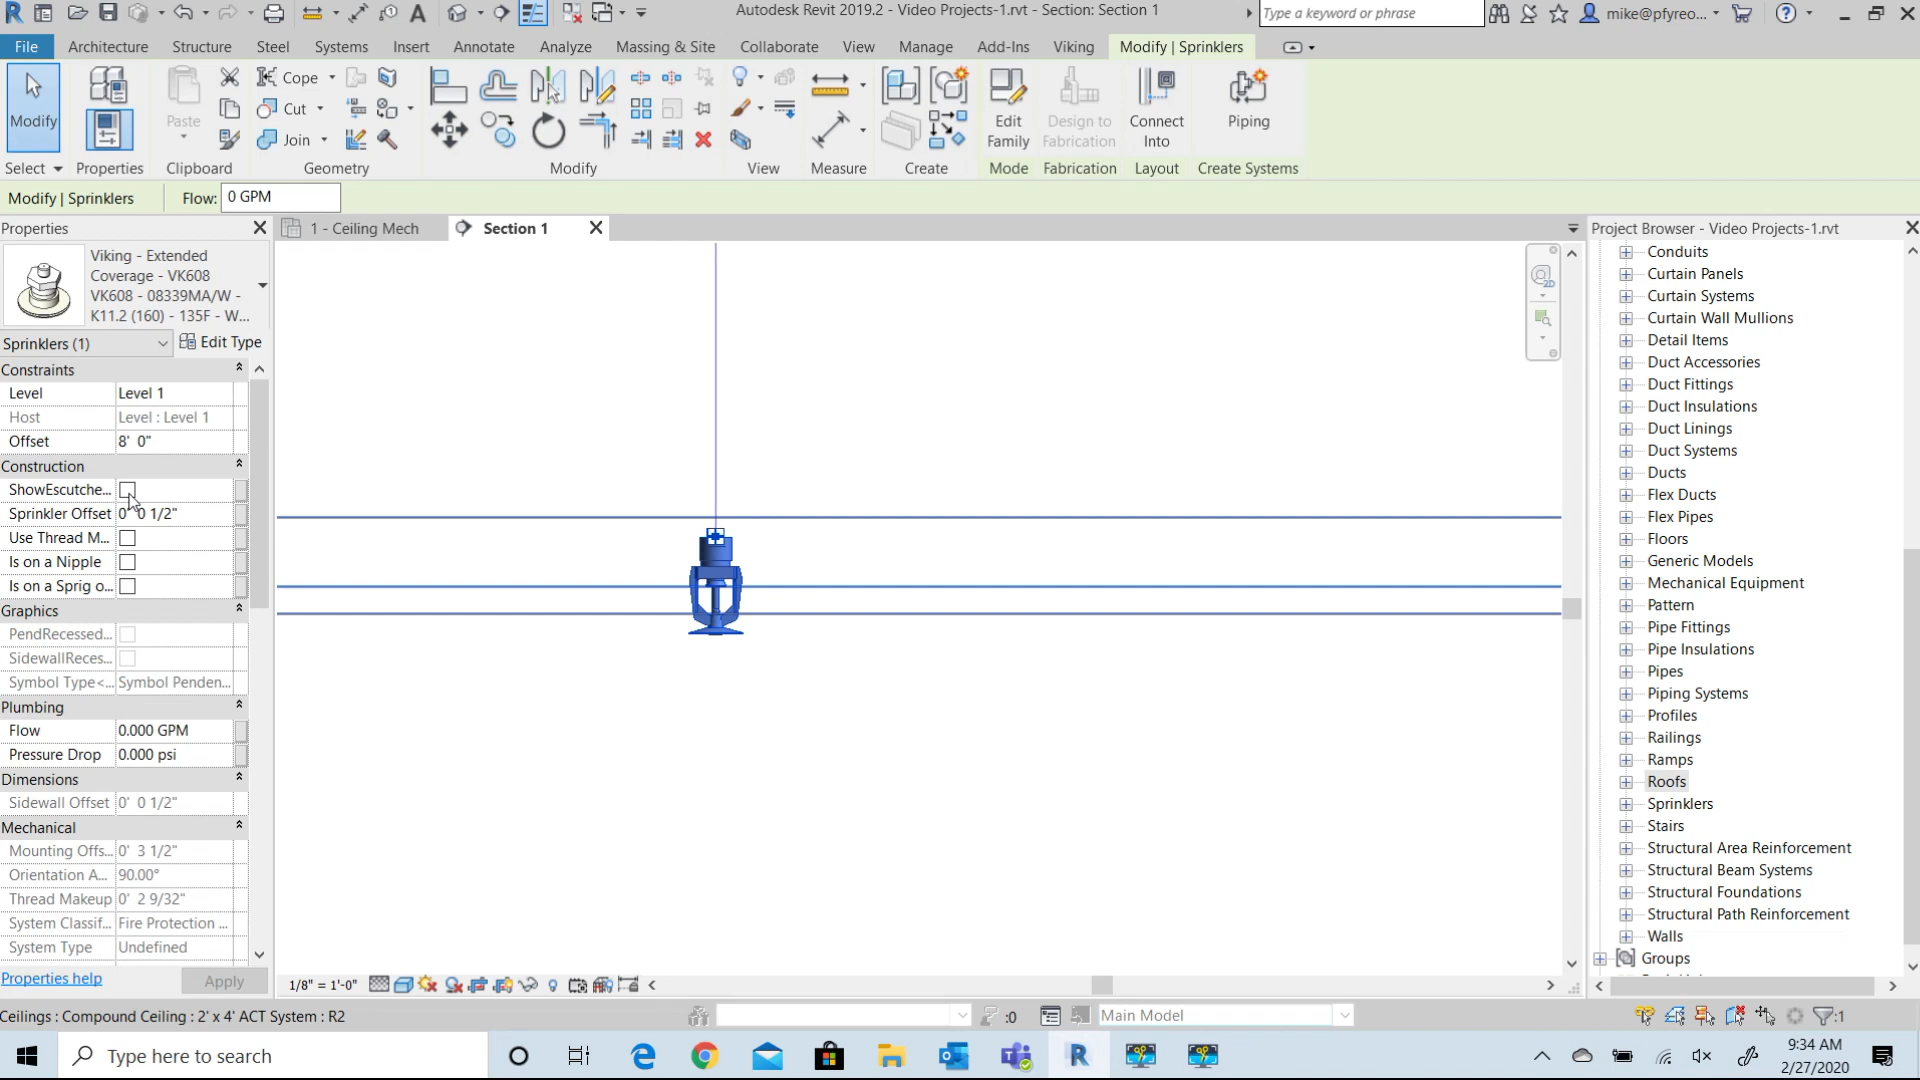 Autodesk Revit 2019.2 - Video Projects-1.rvt - Section: Section 1
Type a keyword or phrase
mike@pfyreo...
File Architecture Structure Steel Systems Insert Annotate Analyze Massing & Site Collaborate View Manage Add-Ins Viking Modify | Sprinklers
Modify
Paste
Cope
Cut
Join
Edit Family
Design to Fabrication
Connect Into
Piping
Select Properties Clipboard Geometry Modify View Measure Create Mode Fabrication Layout Create Systems
Modify | Sprinklers Flow: 0 GPM
Properties
1 - Ceiling Mech
Section 1
Project Browser - Video Projects-1.rvt
Viking - Extended
Coverage - VK608
VK608 - 08339MA/W -
K11.2 (160) - 135F - W...
Sprinklers (1) Edit Type
Constraints
Level Level 1
Host Level : Level 1
Offset 8' 0"
Construction
ShowEscutche...
Sprinkler Offset 0' 0 1/2"
Use Thread M...
Is on a Nipple
Is on a Sprig o...
Graphics
PendRecessed...
SidewallReces...
Symbol Type<... Symbol Penden...
Plumbing
Flow 0.000 GPM
Pressure Drop 0.000 psi
Dimensions
Sidewall Offset 0' 0 1/2"
Mechanical
Mounting Offs... 0' 3 1/2"
Orientation A... 90.00°
Thread Makeup 0' 2 9/32"
System Classif... Fire Protection ...
System Type Undefined
Properties help Apply
2D
Conduits
Curtain Panels
Curtain Systems
Curtain Wall Mullions
Detail Items
Duct Accessories
Duct Fittings
Duct Insulations
Duct Linings
Duct Systems
Ducts
Flex Ducts
Flex Pipes
Floors
Generic Models
Mechanical Equipment
Pattern
Pipe Fittings
Pipe Insulations
Pipes
Piping Systems
Profiles
Railings
Ramps
Roofs
Sprinklers
Stairs
Structural Area Reinforcement
Structural Beam Systems
Structural Foundations
Structural Path Reinforcement
Walls
Groups
1/8" = 1'-0"
Ceilings : Compound Ceiling : 2' x 4' ACT System : R2
:0
Main Model
:1
Type here to search
9:34 AM
2/27/2020